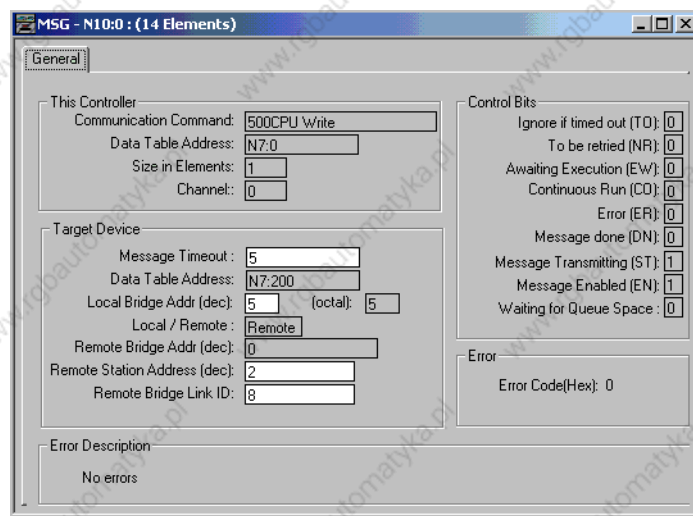 MSG - N10:0 : (14 Elements)
General
This Controller
Communication Command: 500CPU Write
Data Table Address: N7:0
Size in Elements: 1
Channel:: 0
Target Device
Message Timeout : 5
Data Table Address: N7:200
Local Bridge Addr (dec): 5 (octal): 5
Local / Remote : Remote
Remote Bridge Addr (dec): 0
Remote Station Address (dec): 2
Remote Bridge Link ID: 8
Control Bits
Ignore if timed out (TO): 0
To be retried (NR): 0
Awaiting Execution (EW): 0
Continuous Run (CO): 0
Error (ER): 0
Message done (DN): 0
Message Transmitting (ST): 1
Message Enabled (EN): 1
Waiting for Queue Space : 0
Error
Error Code(Hex): 0
Error Description
No errors
www.rgbautomatyka.pl